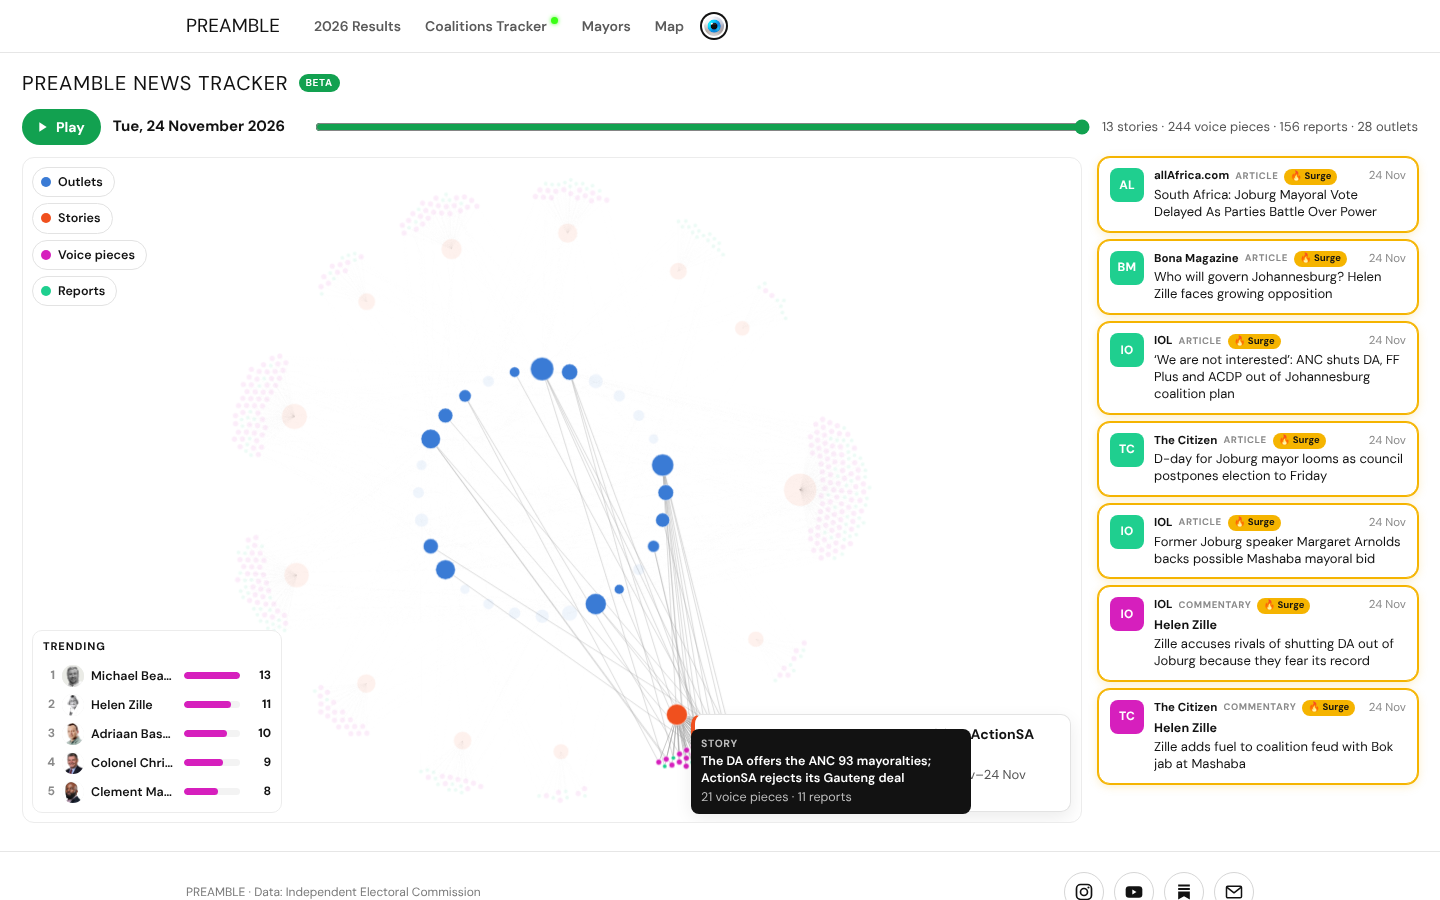 PREAMBLE
2026 Results
Coalitions Tracker
Mayors
Map
PREAMBLE NEWS TRACKER
BETA
Play
Tue, 24 November 2026
13 stories · 244 voice pieces · 156 reports · 28 outlets
Outlets
Stories
Voice pieces
Reports
TRENDING
1 Michael Bea... 13
2 Helen Zille 11
3 Adriaan Bas... 10
4 Colonel Chri... 9
5 Clement Ma... 8
ActionSA
–24 Nov
STORY
The DA offers the ANC 93 mayoralties;
ActionSA rejects its Gauteng deal
21 voice pieces · 11 reports
AL
allAfrica.com ARTICLE 🔥 Surge 24 Nov
South Africa: Joburg Mayoral Vote
Delayed As Parties Battle Over Power
BM
Bona Magazine ARTICLE 🔥 Surge 24 Nov
Who will govern Johannesburg? Helen
Zille faces growing opposition
IO
IOL ARTICLE 🔥 Surge 24 Nov
‘We are not interested’: ANC shuts DA, FF
Plus and ACDP out of Johannesburg
coalition plan
TC
The Citizen ARTICLE 🔥 Surge 24 Nov
D-day for Joburg mayor looms as council
postpones election to Friday
IO
IOL ARTICLE 🔥 Surge 24 Nov
Former Joburg speaker Margaret Arnolds
backs possible Mashaba mayoral bid
IO
IOL COMMENTARY 🔥 Surge 24 Nov
Helen Zille
Zille accuses rivals of shutting DA out of
Joburg because they fear its record
TC
The Citizen COMMENTARY 🔥 Surge 24 Nov
Helen Zille
Zille adds fuel to coalition feud with Bok
jab at Mashaba
PREAMBLE · Data: Independent Electoral Commission